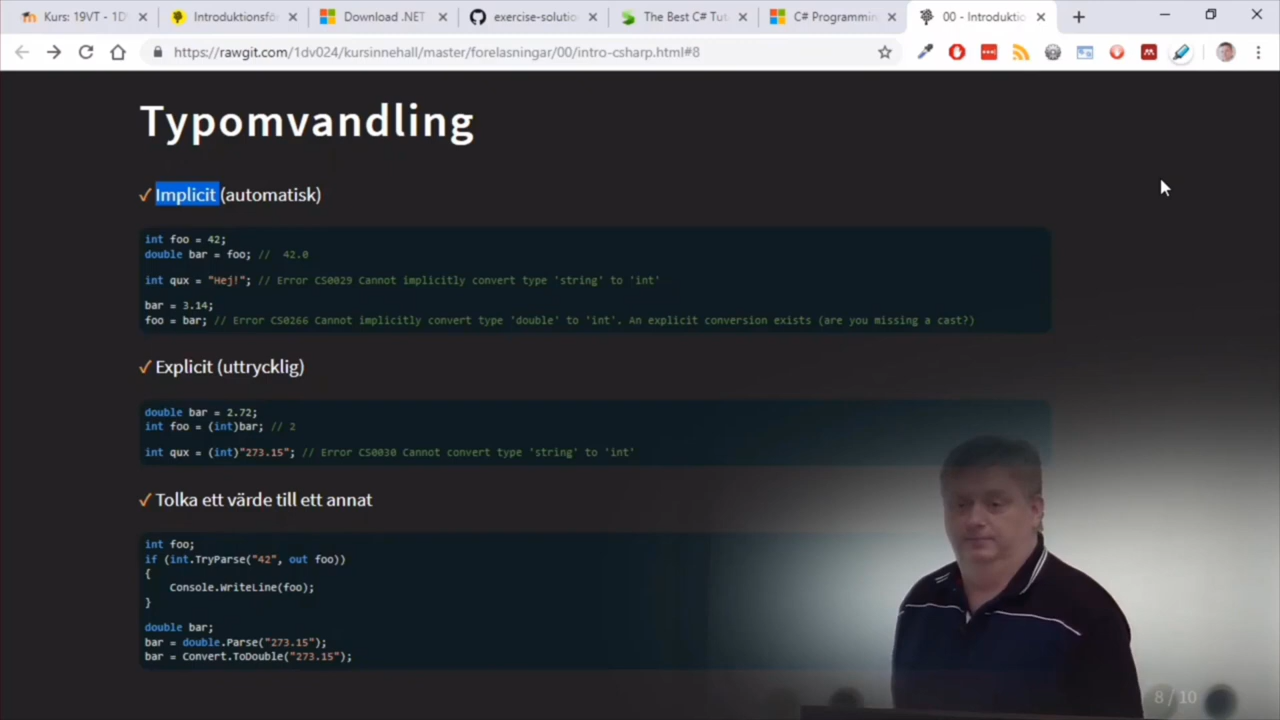 Kurs: 19VT - 1D
Introduktionsfö
Download .NET
exercise-solutio
The Best C# Tut
C# Programmin
00 - Introduktio
https://rawgit.com/1dv024/kursinnehall/master/forelasningar/00/intro-csharp.html#8
Typomvandling
✓ Implicit (automatisk)
int foo = 42;
double bar = foo; // 42.0
int qux = "Hej!"; // Error CS0029 Cannot implicitly convert type 'string' to 'int'
bar = 3.14;
foo = bar; // Error CS0266 Cannot implicitly convert type 'double' to 'int'. An explicit conversion exists (are you missing a cast?)
✓ Explicit (uttrycklig)
double bar = 2.72;
int foo = (int)bar; // 2
int qux = (int)"273.15"; // Error CS0030 Cannot convert type 'string' to 'int'
✓ Tolka ett värde till ett annat
int foo;
if (int.TryParse("42", out foo))
{
Console.WriteLine(foo);
}
double bar;
bar = double.Parse("273.15");
bar = Convert.ToDouble("273.15");
8 / 10